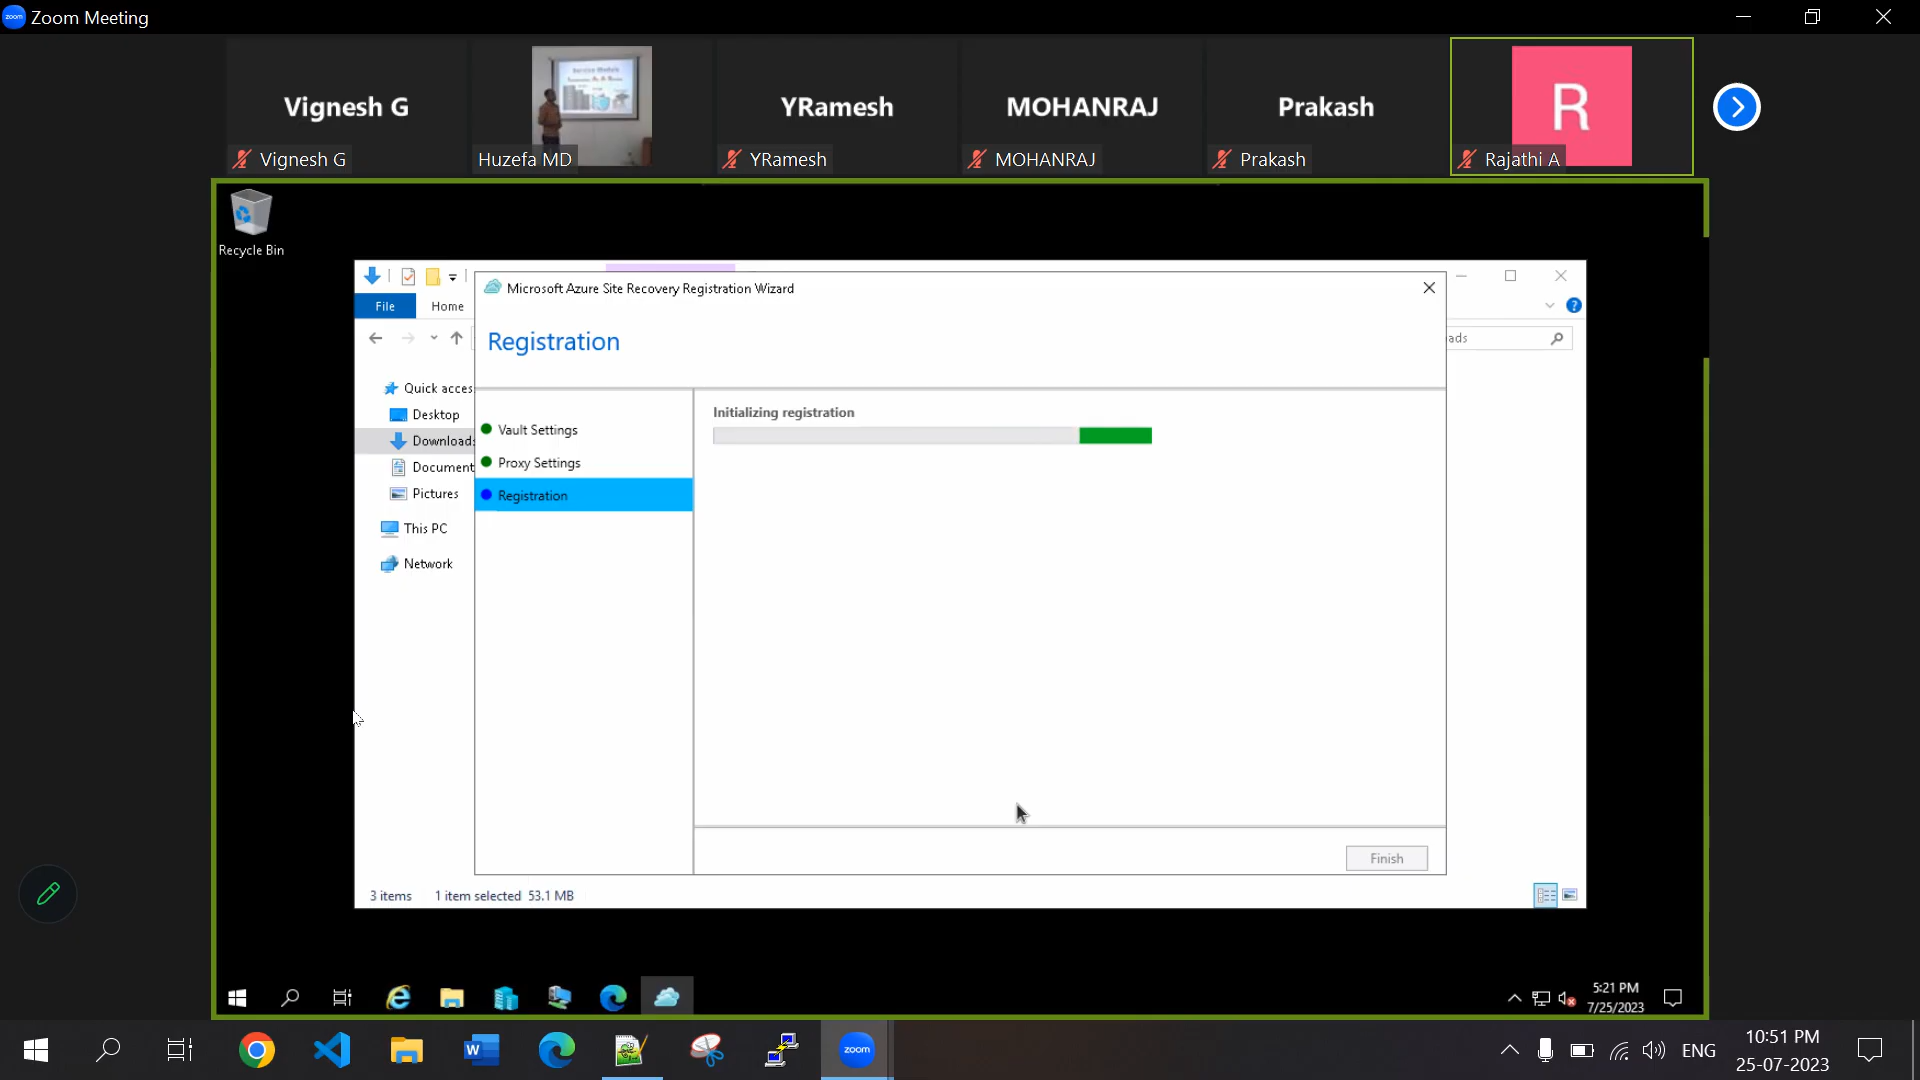 Zoom Meeting
Vignesh G
YRamesh
MOHANRAJ
Prakash
R
Vignesh G
Huzefa MD
YRamesh
MOHANRAJ
Prakash
Rajathi A
Recycle Bin
Microsoft Azure Site Recovery Registration Wizard
File
Home
Registration
ads
Quick acces
Desktop
Download
Document
Pictures
This PC
Network
Vault Settings
Proxy Settings
Registration
Initializing registration
Finish
3 items 1 item selected 53.1 MB
5:21 PM
7/25/2023
zoom
ENG
10:51 PM
25-07-2023